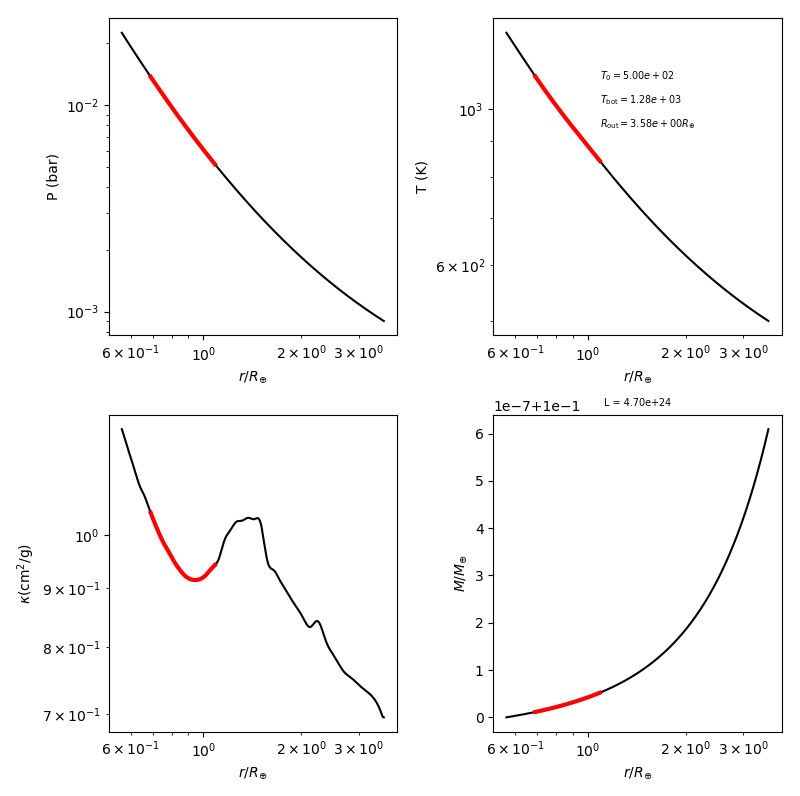 P (bar)
10⁻²
10⁻³
6 × 10⁻¹
10⁰
2 × 10⁰
3 × 10⁰
r/R⊕
T (K)
10³
6 × 10²
T₀ = 5.00e + 02
T_bot = 1.28e + 03
R_out = 3.58e + 00R⊕
6 × 10⁻¹
10⁰
2 × 10⁰
3 × 10⁰
r/R⊕
κ(cm²/g)
10⁰
9 × 10⁻¹
8 × 10⁻¹
7 × 10⁻¹
6 × 10⁻¹
10⁰
2 × 10⁰
3 × 10⁰
r/R⊕
1e-7+1e-1
L = 4.70e+24
M/M⊕
6
5
4
3
2
1
0
6 × 10⁻¹
10⁰
2 × 10⁰
3 × 10⁰
r/R⊕